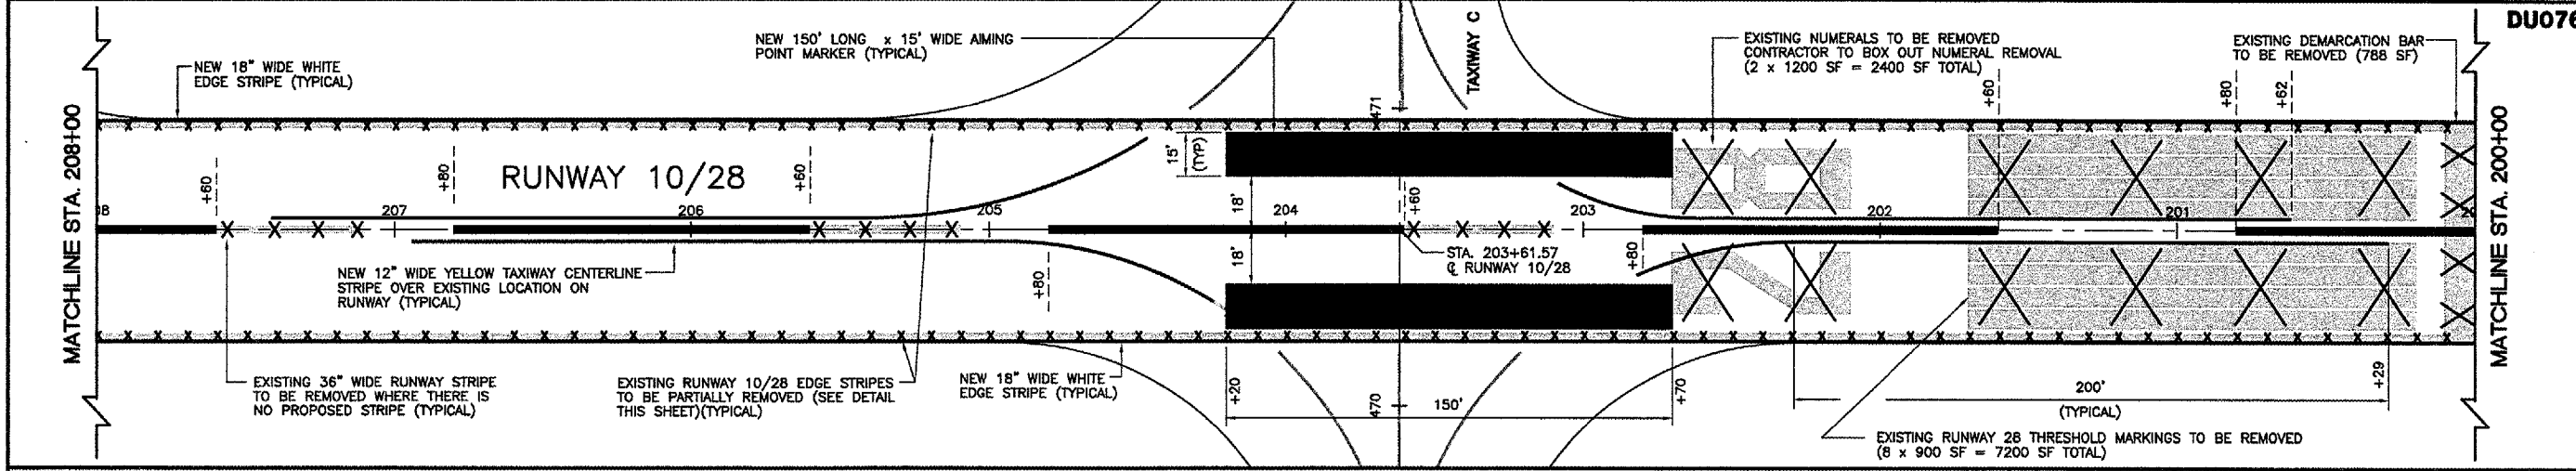 DU076
NEW 150' LONG x 15' WIDE AIMING
POINT MARKER (TYPICAL)
TAXIWAY C
EXISTING NUMERALS TO BE REMOVED
CONTRACTOR TO BOX OUT NUMERAL REMOVAL
(2 x 1200 SF = 2400 SF TOTAL)
EXISTING DEMARCATION BAR
TO BE REMOVED (788 SF)
NEW 18" WIDE WHITE
EDGE STRIPE (TYPICAL)
+60
+80
+62
471
MATCHLINE STA. 208+00
MATCHLINE STA. 200+00
15'
(TYP)
+60
+80
RUNWAY 10/28
+60
18'
+60
207
206
205
204
203
202
201
18'
STA. 203+61.57
℄ RUNWAY 10/28
+80
+80
NEW 12" WIDE YELLOW TAXIWAY CENTERLINE
STRIPE OVER EXISTING LOCATION ON
RUNWAY (TYPICAL)
EXISTING 36" WIDE RUNWAY STRIPE
TO BE REMOVED WHERE THERE IS
NO PROPOSED STRIPE (TYPICAL)
EXISTING RUNWAY 10/28 EDGE STRIPES
TO BE PARTIALLY REMOVED (SEE DETAIL
THIS SHEET)(TYPICAL)
NEW 18" WIDE WHITE
EDGE STRIPE (TYPICAL)
+20
470
150'
+70
200'
(TYPICAL)
+29
EXISTING RUNWAY 28 THRESHOLD MARKINGS TO BE REMOVED
(8 x 900 SF = 7200 SF TOTAL)